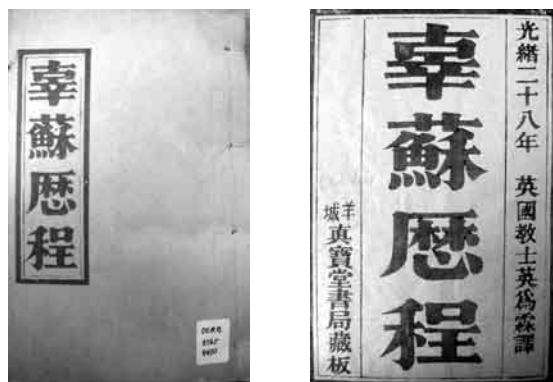 辜蘇歷程
光緒二十八年　英國教士英爲霖譯
辜蘇歷程
羊城真寶堂書局藏板